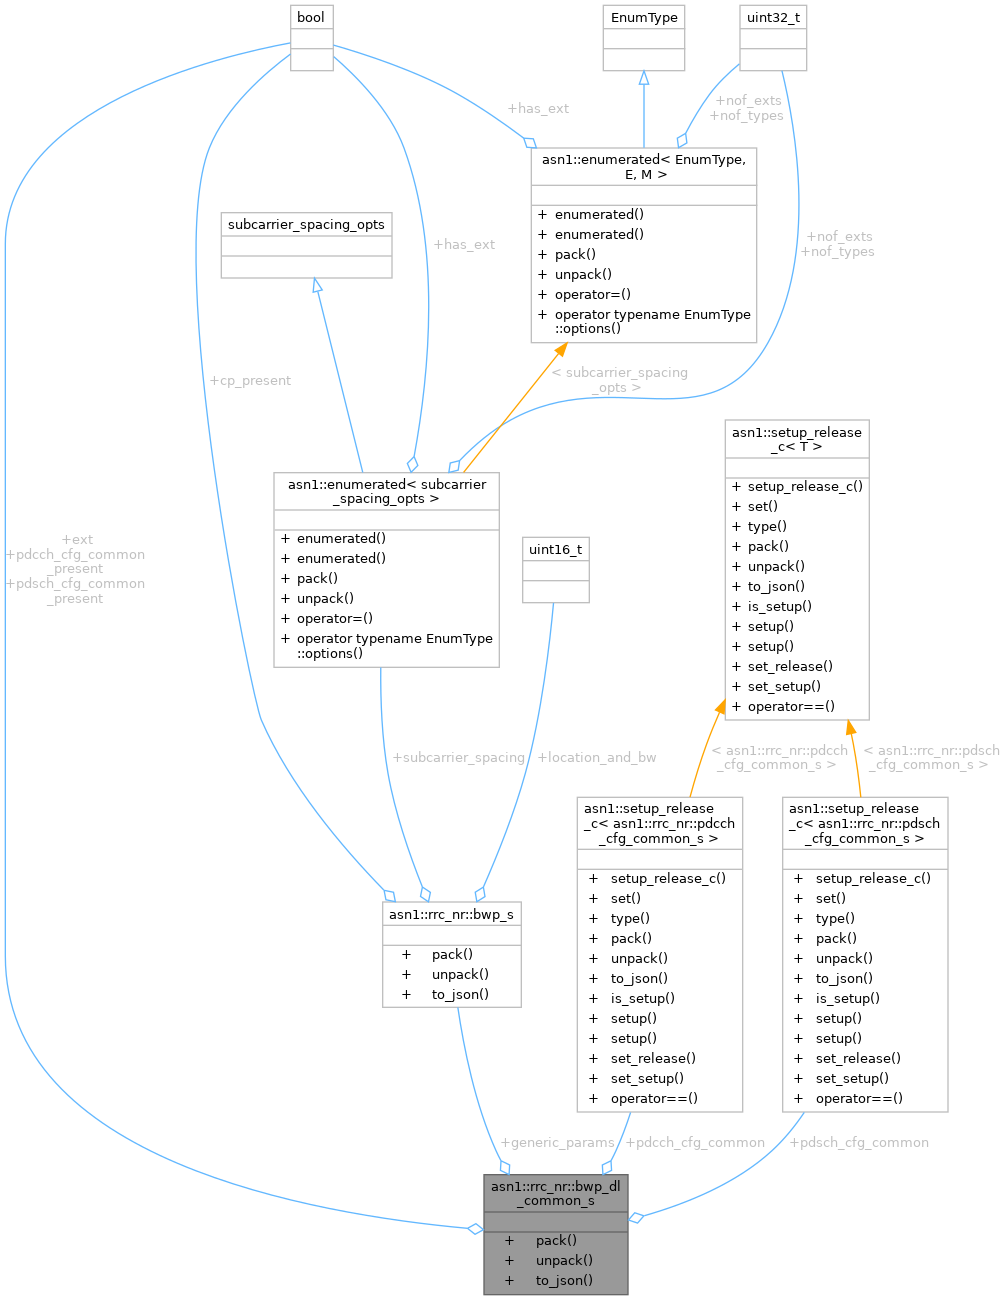 bool
EnumType
uint32_t
+has_ext
+nof_exts
+nof_types
asn1::enumerated< EnumType,
E, M >
+ enumerated()
+ enumerated()
+ pack()
+ unpack()
+ operator=()
+ operator typename EnumType
::options()
subcarrier_spacing_opts
+has_ext
+nof_exts
+nof_types
+cp_present
< subcarrier_spacing
_opts >
asn1::setup_release
_c< T >
+ setup_release_c()
+ set()
+ type()
+ pack()
+ unpack()
+ to_json()
+ is_setup()
+ setup()
+ setup()
+ set_release()
+ set_setup()
+ operator==()
asn1::enumerated< subcarrier
_spacing_opts >
+ enumerated()
+ enumerated()
+ pack()
+ unpack()
+ operator=()
+ operator typename EnumType
::options()
uint16_t
+ext
+pdcch_cfg_common
_present
+pdsch_cfg_common
_present
+subcarrier_spacing
+location_and_bw
< asn1::rrc_nr::pdcch
_cfg_common_s >
< asn1::rrc_nr::pdsch
_cfg_common_s >
asn1::rrc_nr::bwp_s
+ pack()
+ unpack()
+ to_json()
asn1::setup_release
_c< asn1::rrc_nr::pdcch
_cfg_common_s >
+ setup_release_c()
+ set()
+ type()
+ pack()
+ unpack()
+ to_json()
+ is_setup()
+ setup()
+ setup()
+ set_release()
+ set_setup()
+ operator==()
asn1::setup_release
_c< asn1::rrc_nr::pdsch
_cfg_common_s >
+ setup_release_c()
+ set()
+ type()
+ pack()
+ unpack()
+ to_json()
+ is_setup()
+ setup()
+ setup()
+ set_release()
+ set_setup()
+ operator==()
+generic_params
+pdcch_cfg_common
+pdsch_cfg_common
asn1::rrc_nr::bwp_dl
_common_s
+ pack()
+ unpack()
+ to_json()